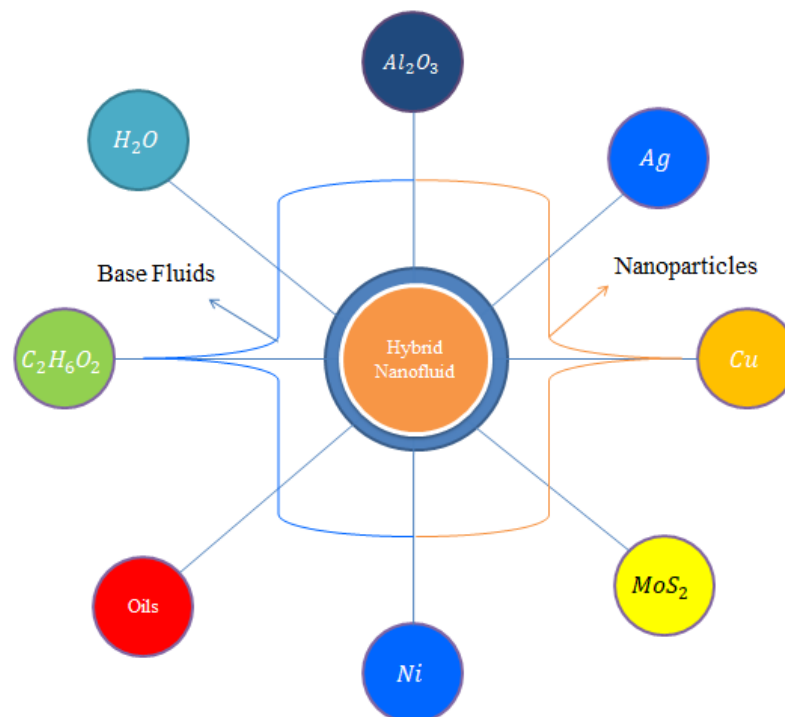 Al₂O₃
H₂O
Ag
Base Fluids
Nanoparticles
C₂H₆O₂
Hybrid
Nanofluid
Cu
Oils
MoS₂
Ni